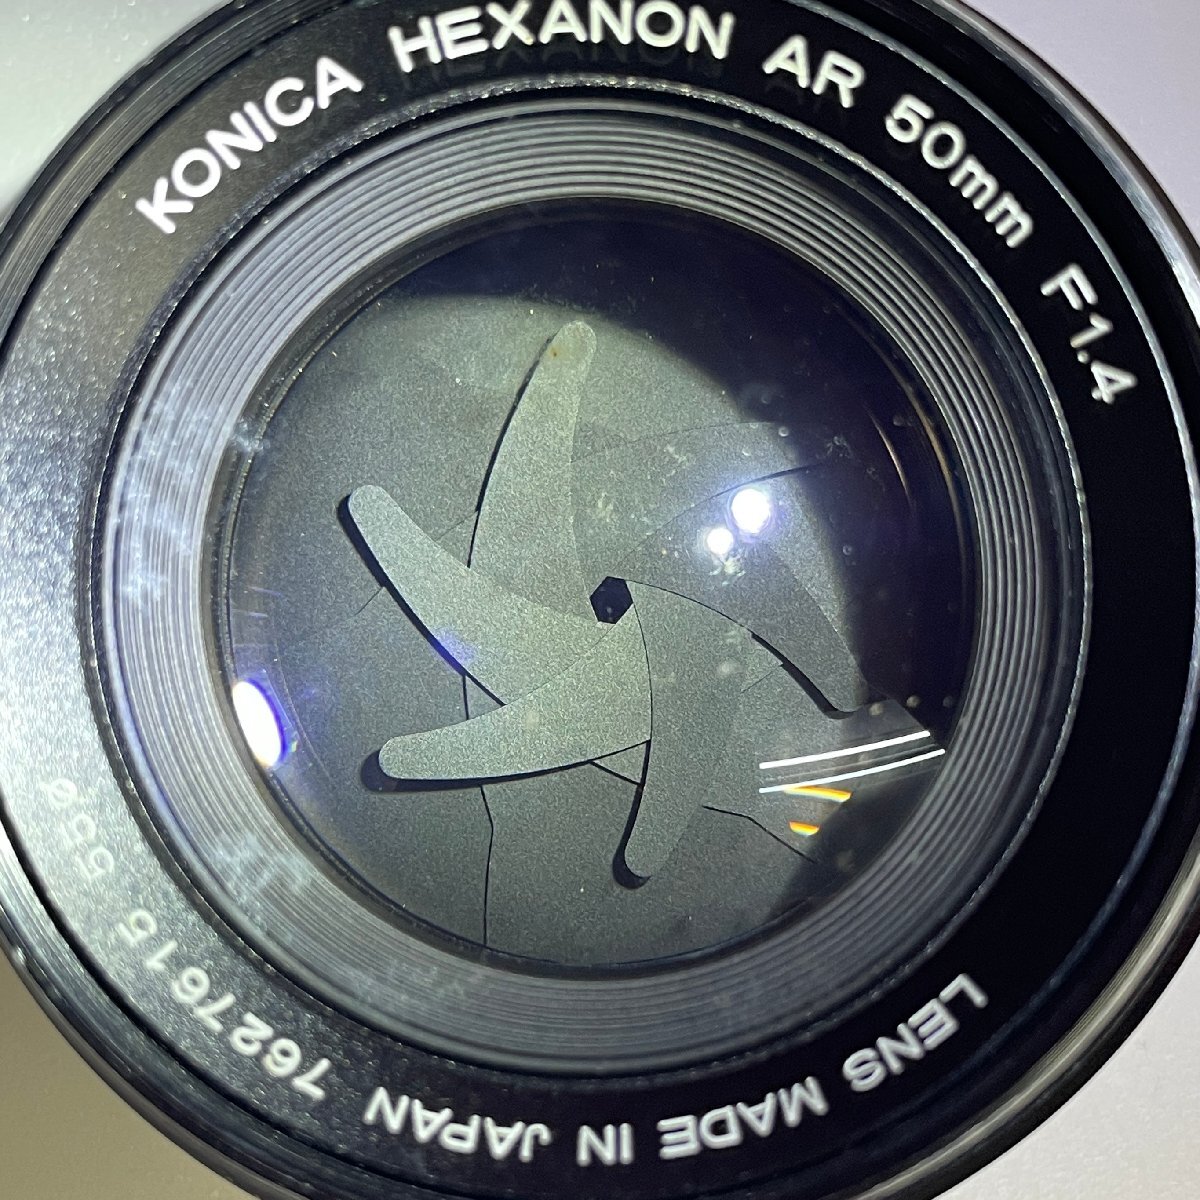 KONICA HEXANON AR 50mm F1.4
LENS MADE IN JAPAN 7627615 55ø